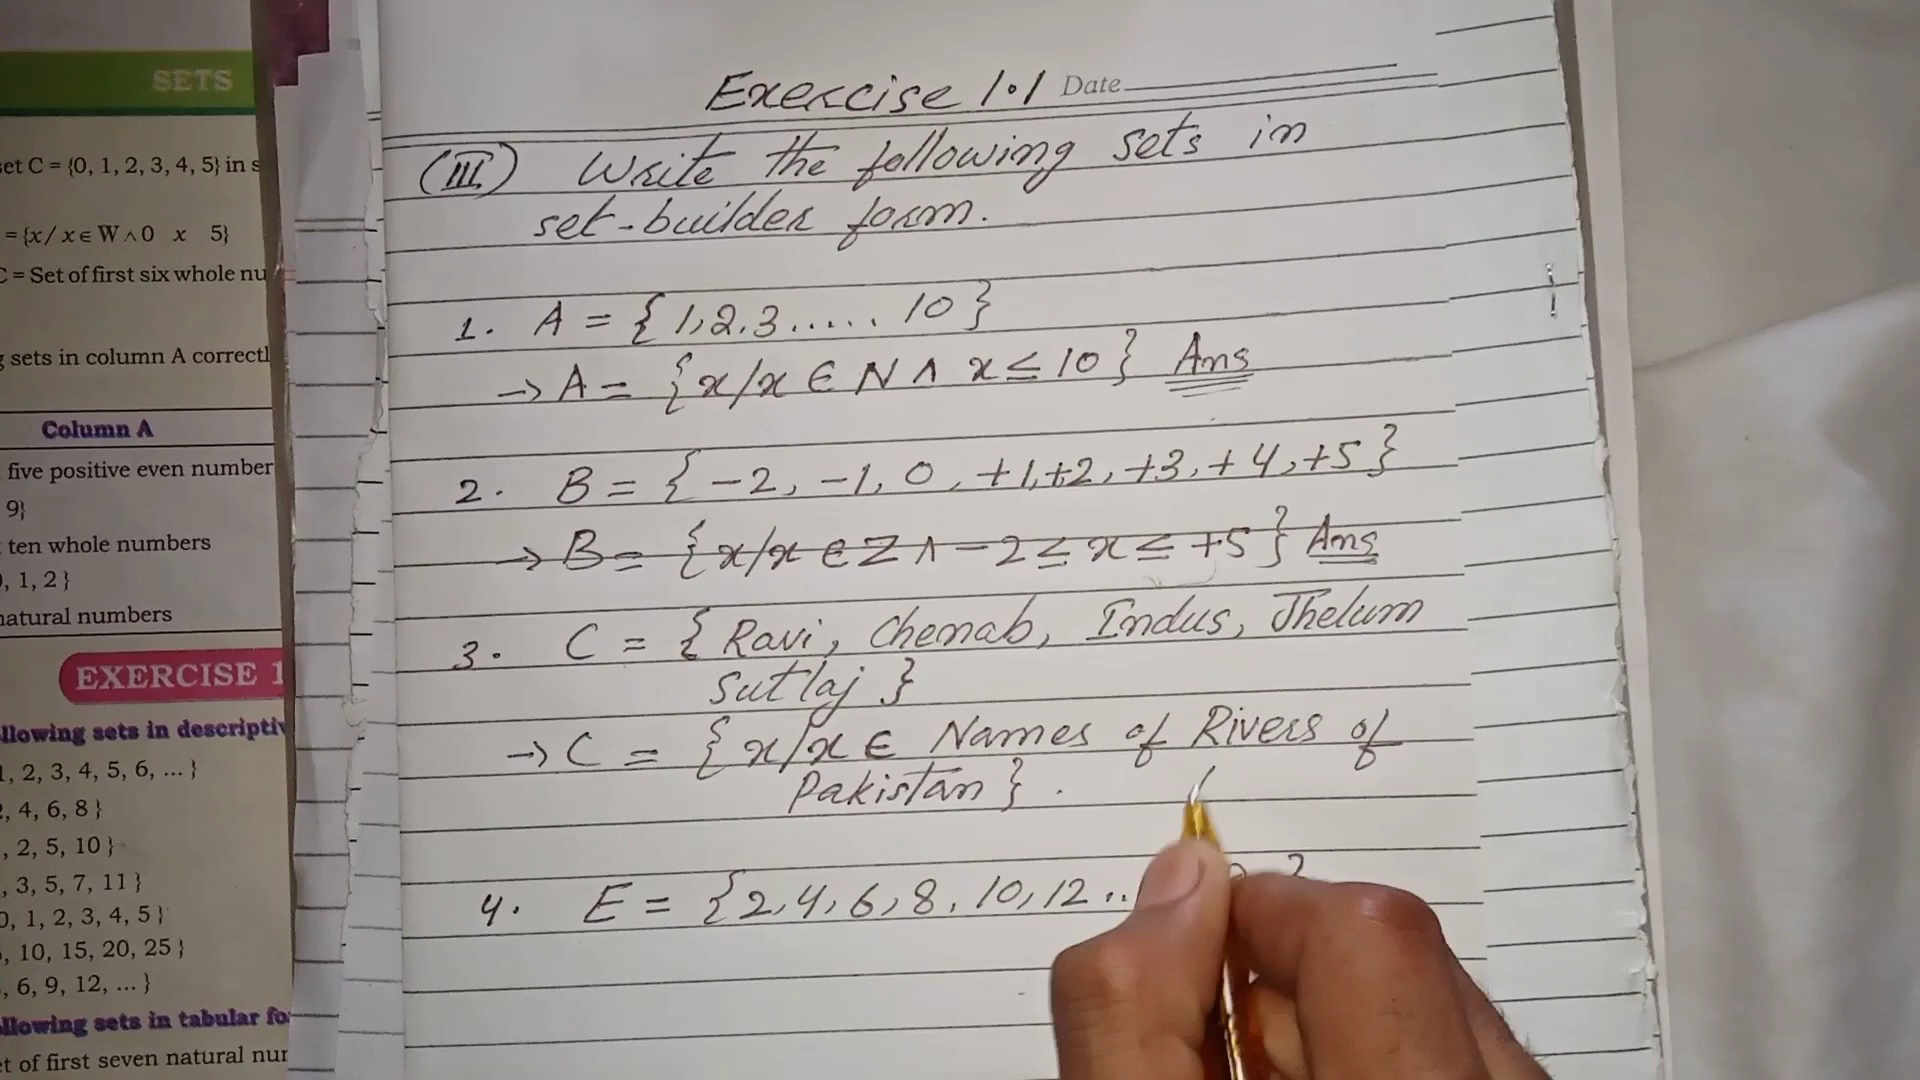 SETS
et C = {0, 1, 2, 3, 4, 5} in s
= {x/ x∈ W ∧ 0 x 5}
C = Set of first six whole nu
g sets in column A correctl
Column A
five positive even number
9}
ten whole numbers
, 1, 2 }
natural numbers
EXERCISE 1
llowing sets in descriptiv
1, 2, 3, 4, 5, 6, ... }
, 4, 6, 8 }
, 2, 5, 10 }
, 3, 5, 7, 11 }
0, 1, 2, 3, 4, 5 }
, 10, 15, 20, 25 }
, 6, 9, 12, ... }
llowing sets in tabular fo
et of first seven natural nur
Exercise 1.1 Date
(III) Write the following sets in
set-builder form.
1. A = { 1,2,3..... 10 }
→ A = { x/x ∈ N ∧ x ≤ 10 } Ans
2. B = { -2, -1, 0, +1,+2,+3,+4,+5 }
→ B = { x/x ∈ Z ∧ -2 ≤ x ≤ +5 } Ans
3. C = { Ravi, Chenab, Indus, Jhelum
sutlaj }
→ C = { x/x ∈ Names of Rivers of
Pakistan } .
4. E = { 2,4,6,8,10,12..